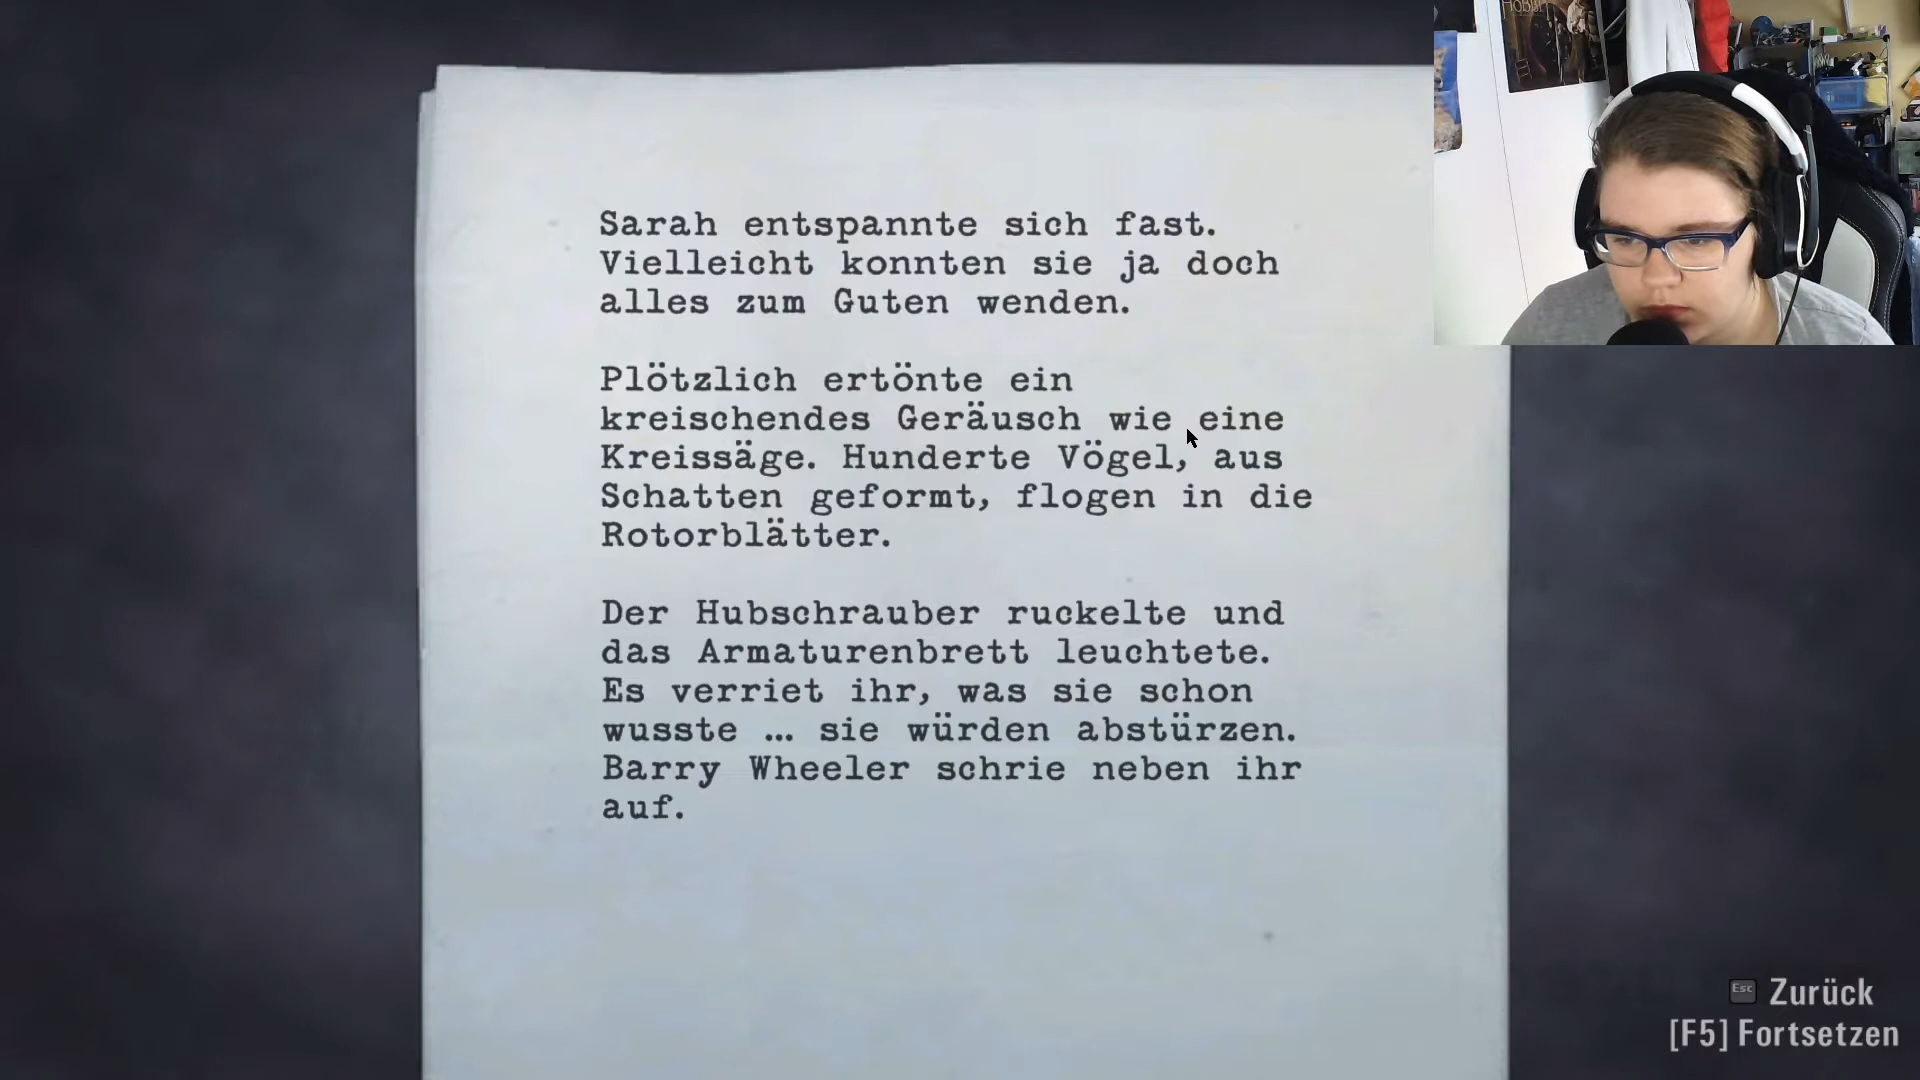 Sarah entspannte sich fast.
Vielleicht konnten sie ja doch
alles zum Guten wenden.
Plötzlich ertönte ein
kreischendes Geräusch wie eine
Kreissäge. Hunderte Vögel, aus
Schatten geformt, flogen in die
Rotorblätter.
Der Hubschrauber ruckelte und
das Armaturenbrett leuchtete.
Es verriet ihr, was sie schon
wusste … sie würden abstürzen.
Barry Wheeler schrie neben ihr
auf.
Esc Zurück
[F5] Fortsetzen